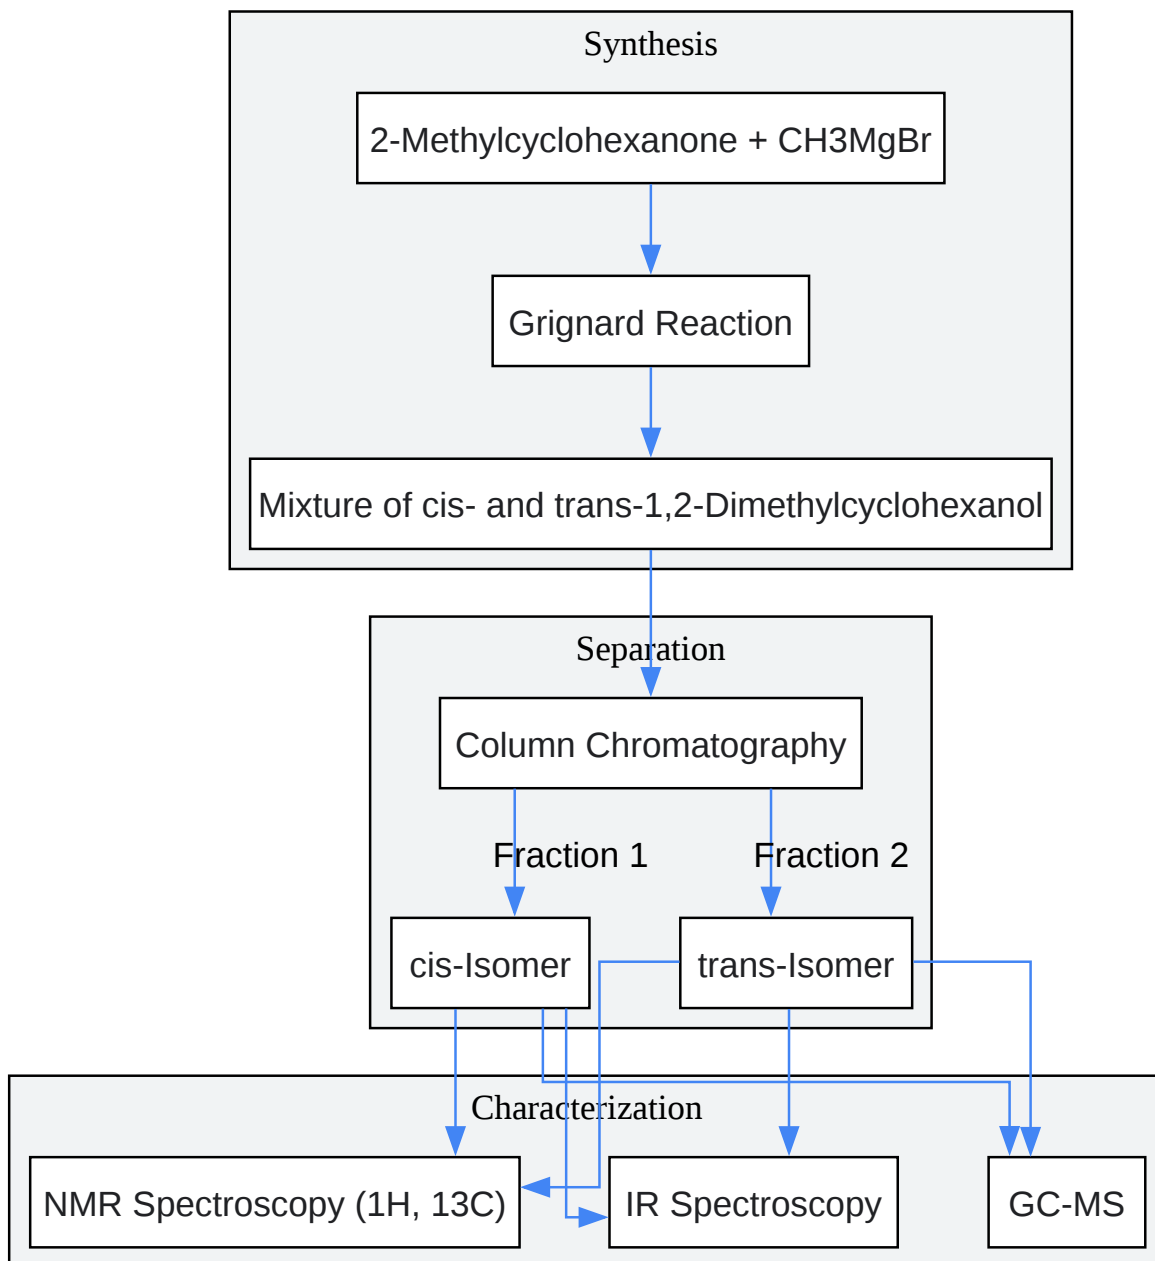 Synthesis
2-Methylcyclohexanone + CH3MgBr
Grignard Reaction
Mixture of cis- and trans-1,2-Dimethylcyclohexanol
Separation
Column Chromatography
Fraction 1
Fraction 2
cis-Isomer
trans-Isomer
Characterization
NMR Spectroscopy (1H, 13C)
IR Spectroscopy
GC-MS